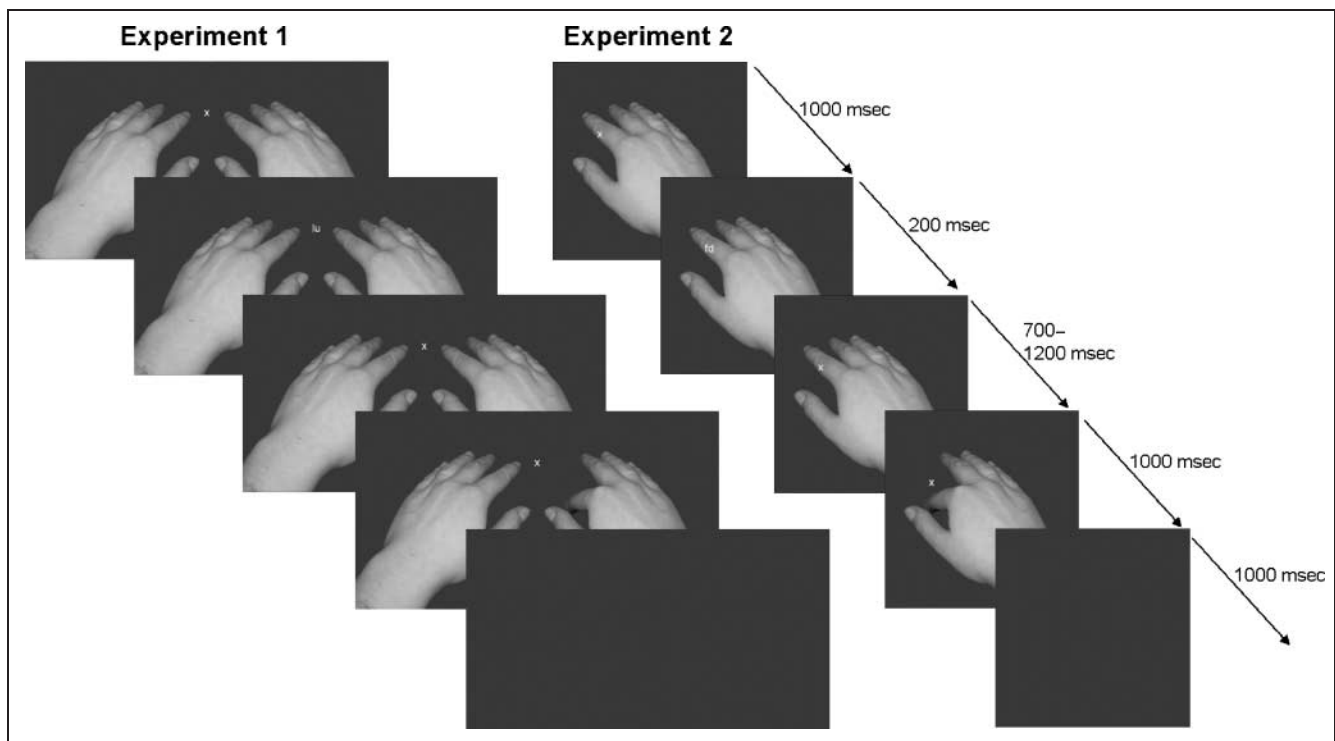 Experiment 1
Experiment 2
x
lu
x
x
x
fd
x
x
1000 msec
200 msec
700–
1200 msec
1000 msec
1000 msec